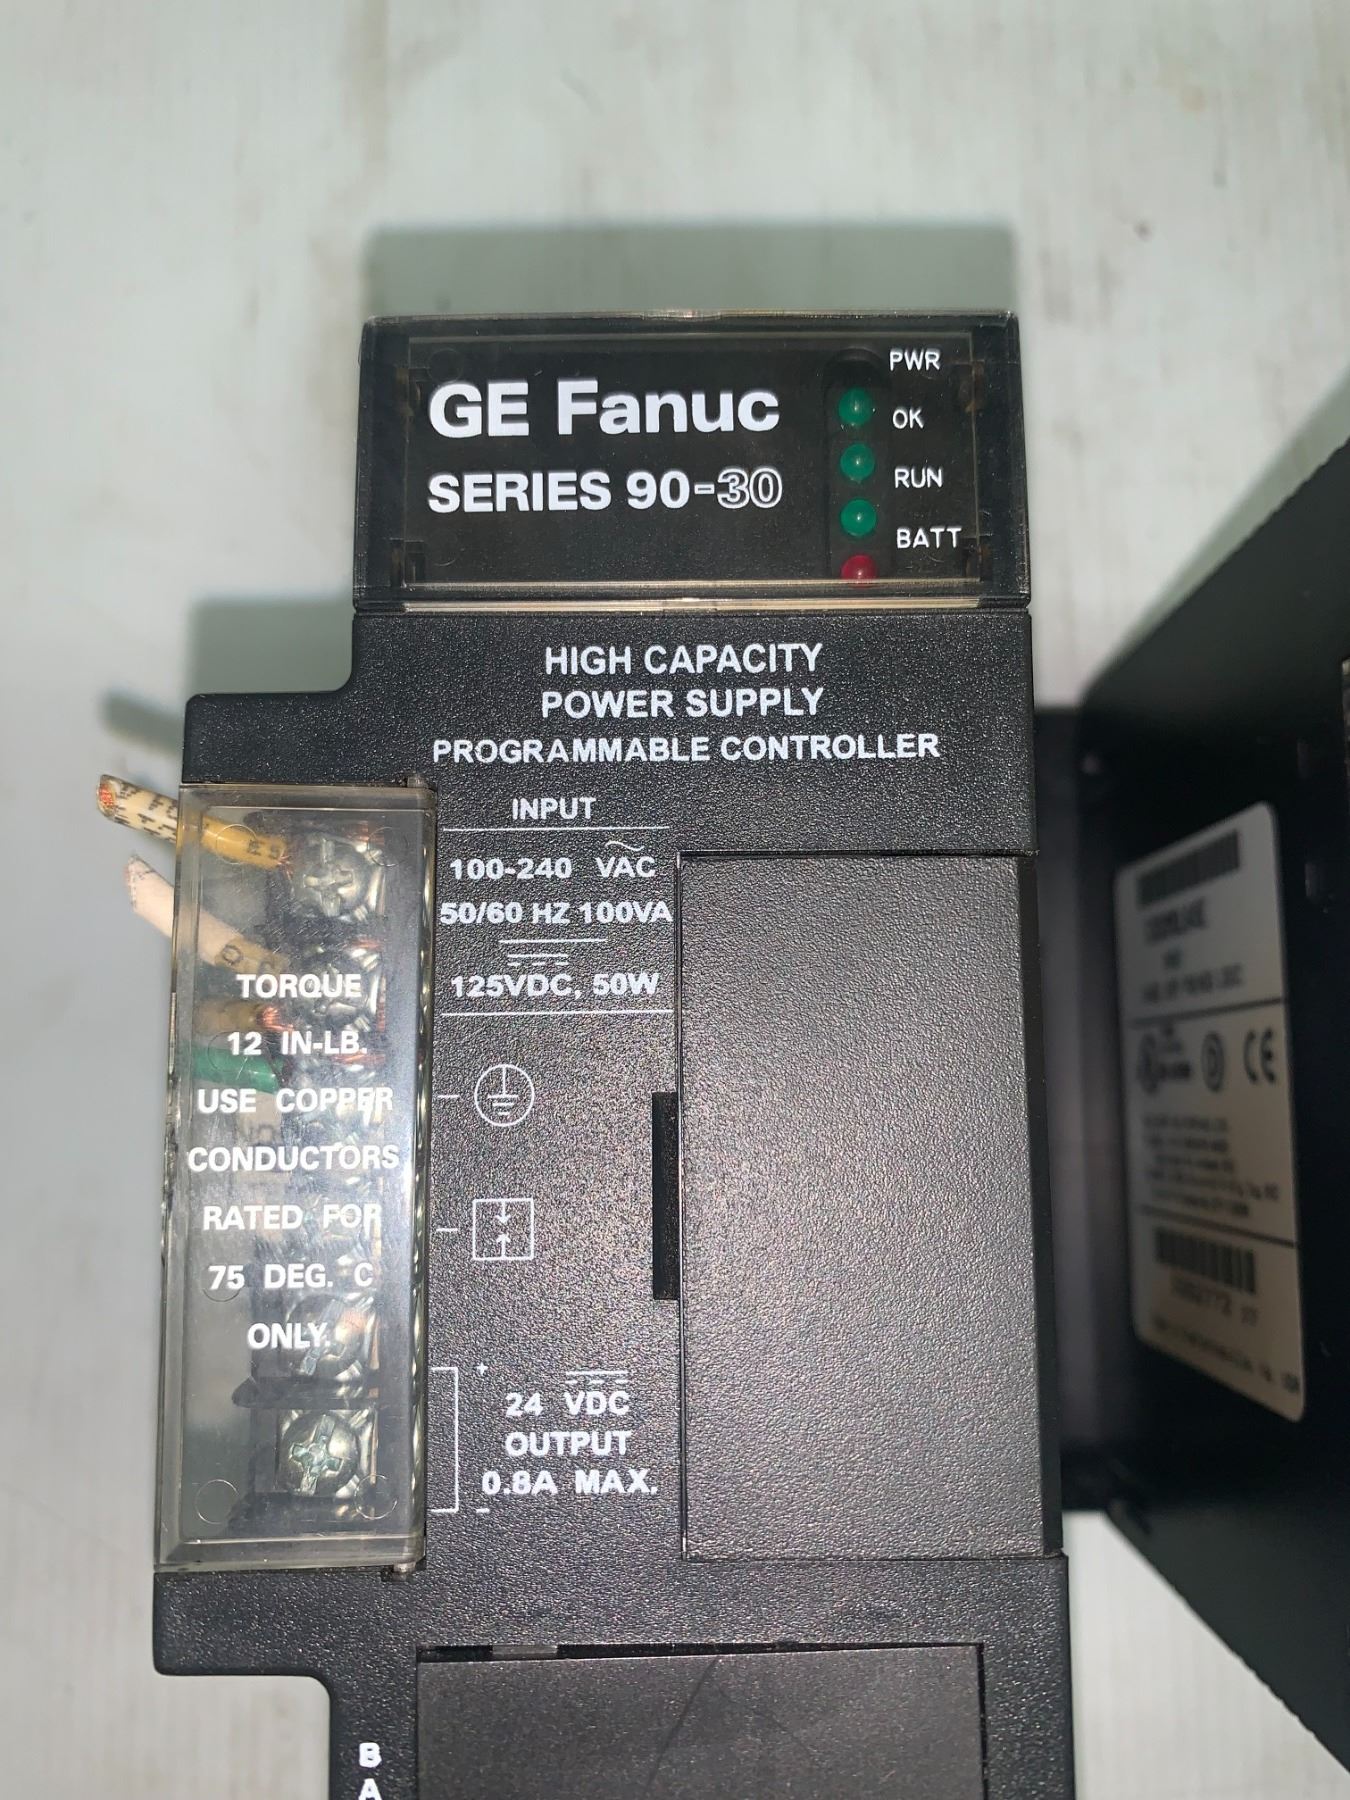 GE Fanuc
SERIES 90-30
PWR
OK
RUN
BATT
HIGH CAPACITY
POWER SUPPLY
PROGRAMMABLE CONTROLLER
INPUT
100-240 VAC
50/60 HZ 100VA
125VDC, 50W
TORQUE
12 IN-LB.
USE COPPER
CONDUCTORS
RATED FOR
75 DEG. C
ONLY.
+
24 VDC
OUTPUT
0.8A MAX.
-
B
A
CE